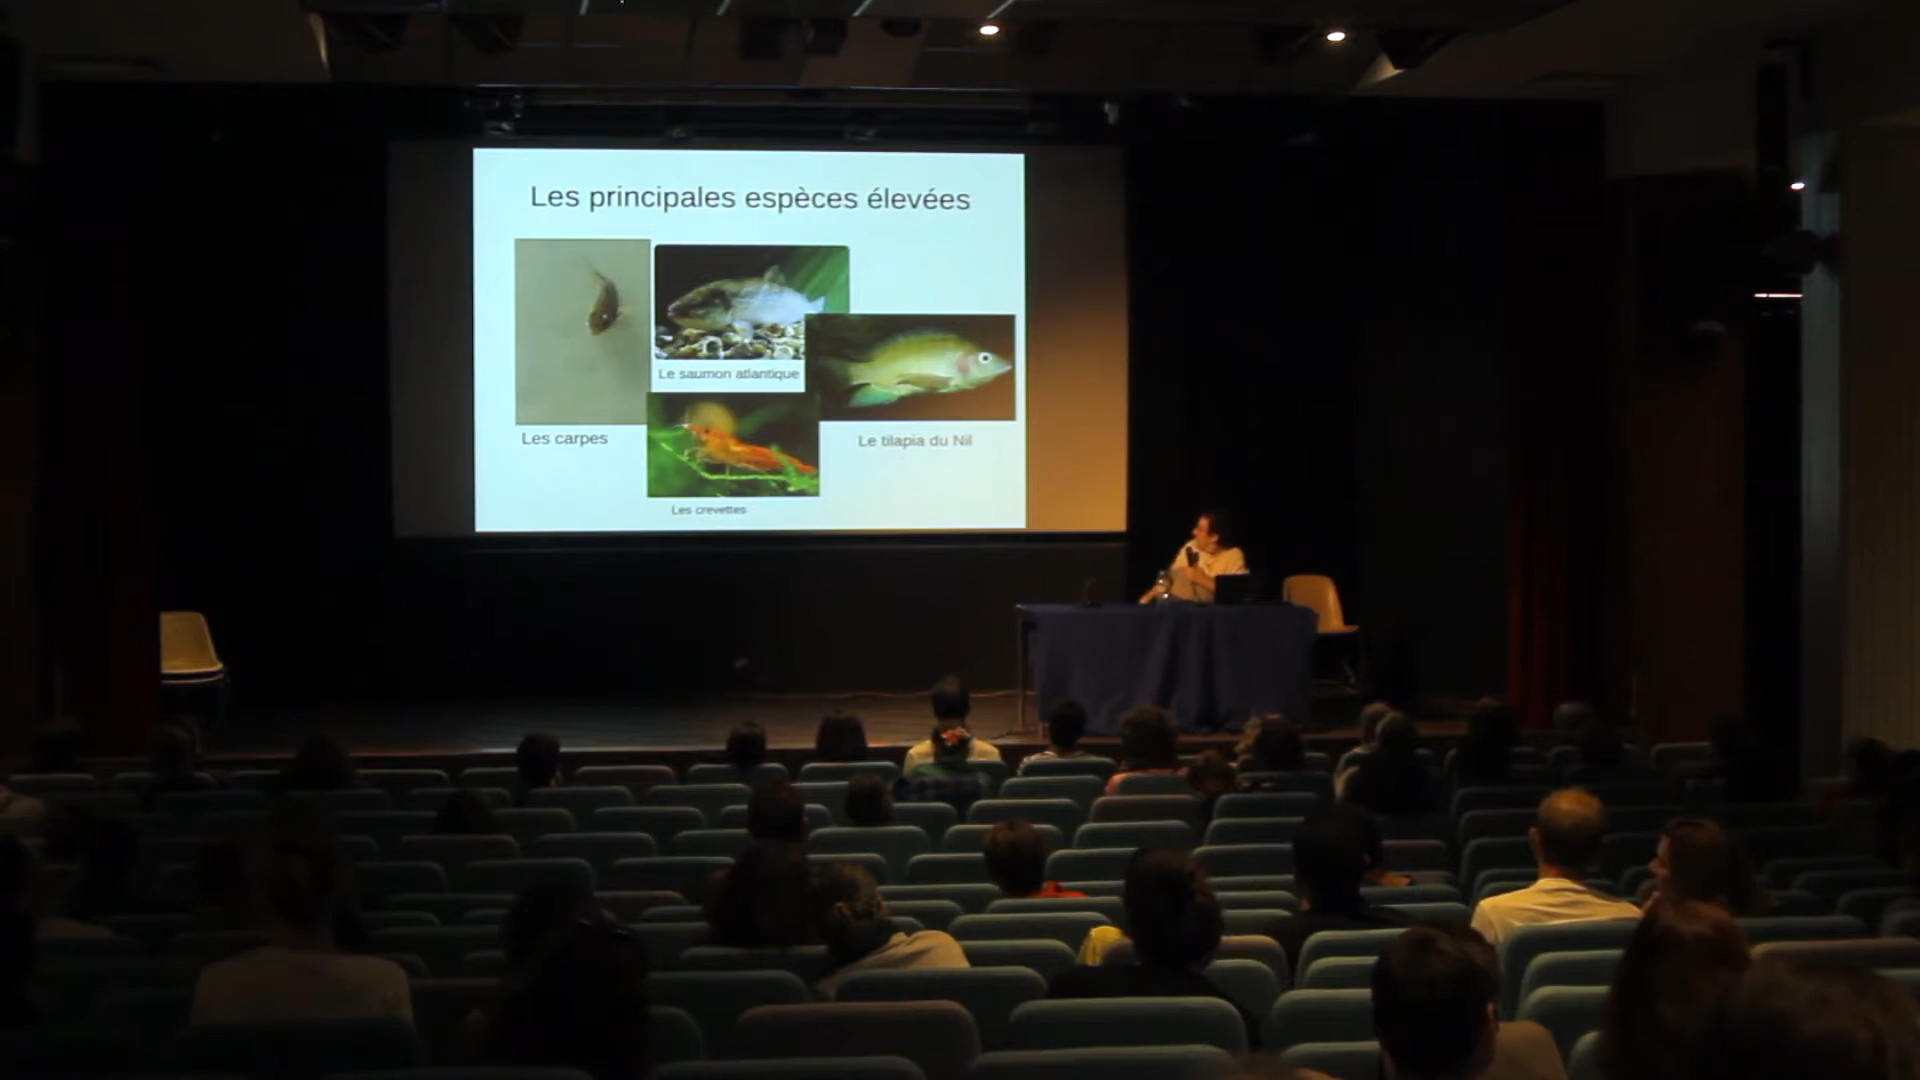 Les principales espèces élevées
Le saumon atlantique
Les carpes
Le tilapia du Nil
Les crevettes